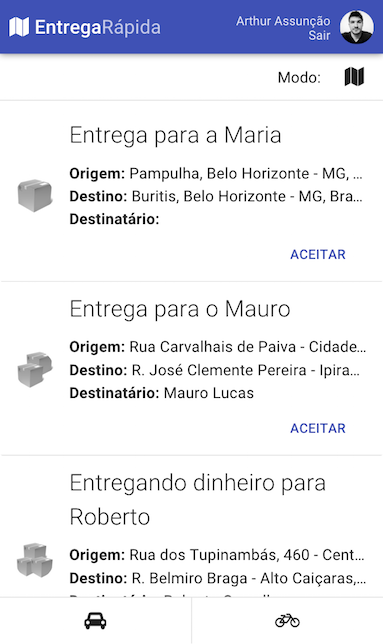 EntregaRápida
Arthur Assunção
Sair
Modo:
Entrega para a Maria
Origem: Pampulha, Belo Horizonte - MG, ...
Destino: Buritis, Belo Horizonte - MG, Bra...
Destinatário:
ACEITAR
Entrega para o Mauro
Origem: Rua Carvalhais de Paiva - Cidade...
Destino: R. José Clemente Pereira - Ipira...
Destinatário: Mauro Lucas
ACEITAR
Entregando dinheiro para
Roberto
Origem: Rua dos Tupinambás, 460 - Cent...
Destino: R. Belmiro Braga - Alto Caiçaras,...